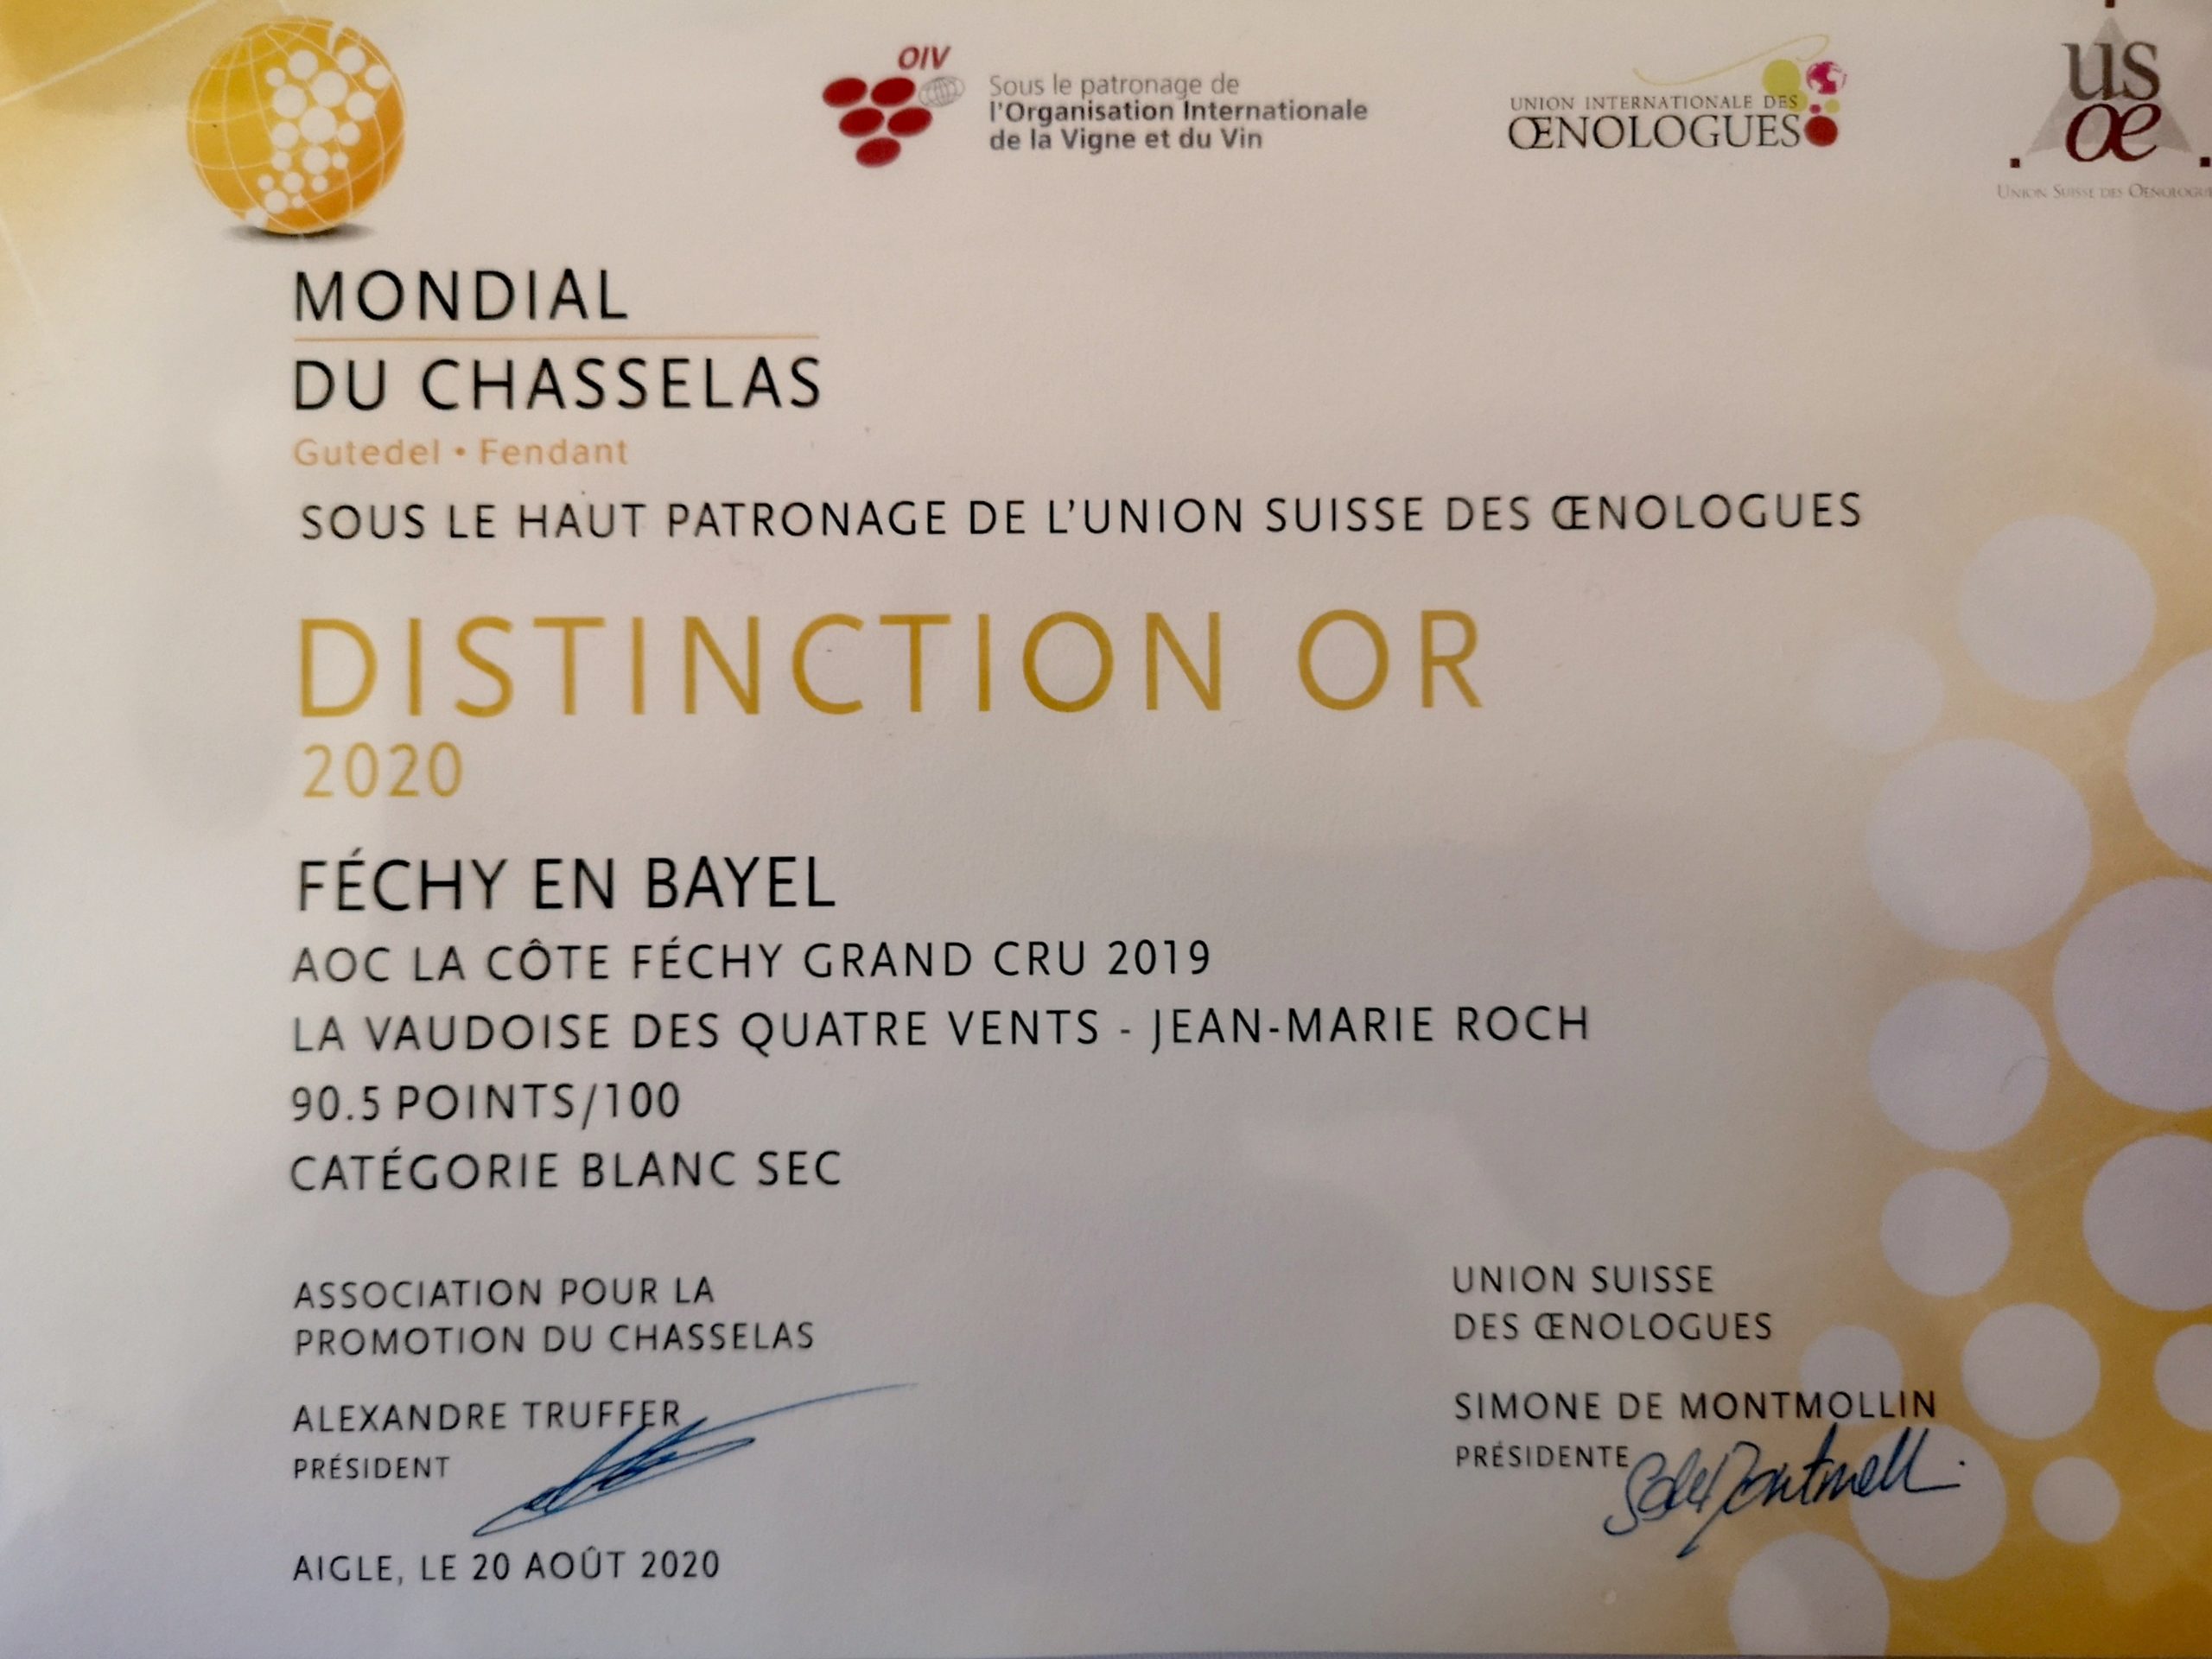 OIV
Sous le patronage de
l'Organisation Internationale
de la Vigne et du Vin
UNION INTERNATIONALE DES
ŒNOLOGUES
us
œ
UNION SUISSE DES OENOLOGUE
MONDIAL
DU CHASSELAS
Gutedel • Fendant
SOUS LE HAUT PATRONAGE DE L'UNION SUISSE DES ŒNOLOGUES
DISTINCTION OR
2020
FÉCHY EN BAYEL
AOC LA CÔTE FÉCHY GRAND CRU 2019
LA VAUDOISE DES QUATRE VENTS - JEAN-MARIE ROCH
90.5 POINTS/100
CATÉGORIE BLANC SEC
ASSOCIATION POUR LA
PROMOTION DU CHASSELAS
ALEXANDRE TRUFFER
PRÉSIDENT
AIGLE, LE 20 AOÛT 2020
UNION SUISSE
DES ŒNOLOGUES
SIMONE DE MONTMOLLIN
PRÉSIDENTE